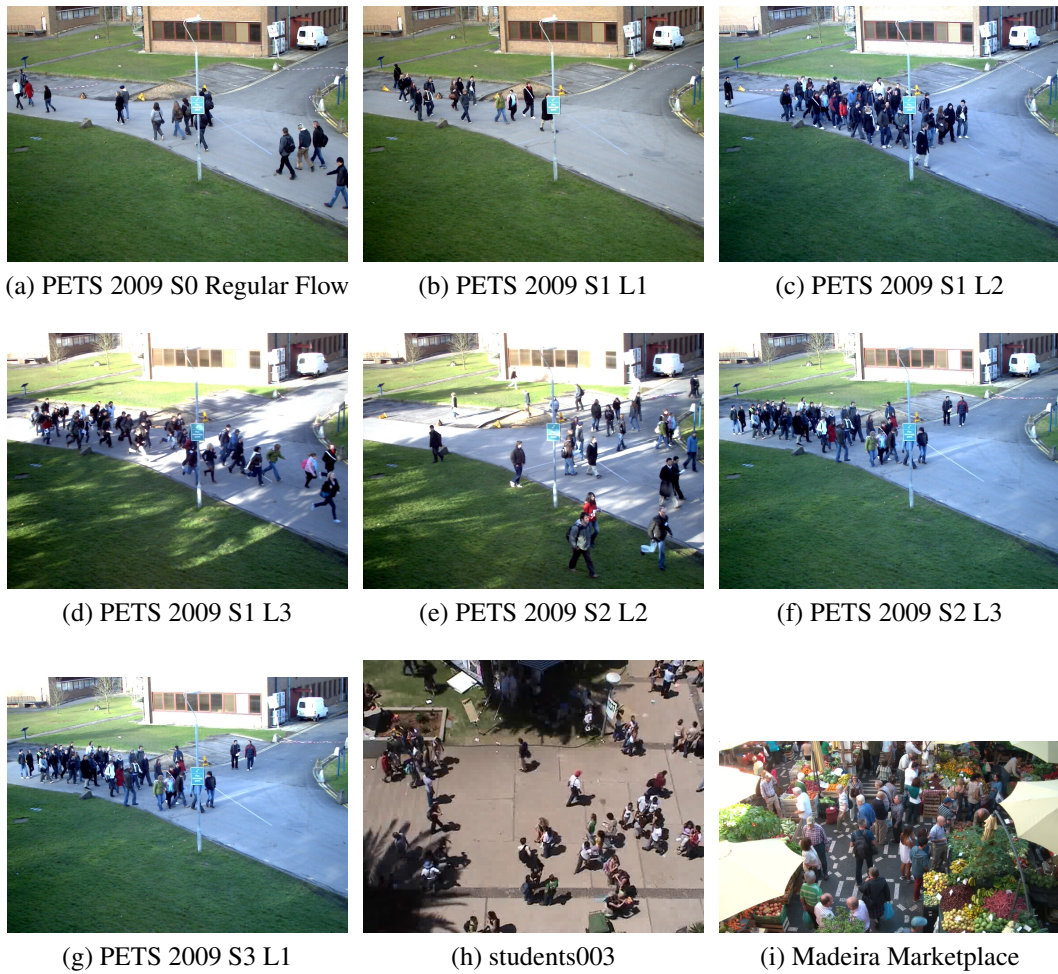 (a) PETS 2009 S0 Regular Flow
(b) PETS 2009 S1 L1
(c) PETS 2009 S1 L2
(d) PETS 2009 S1 L3
(e) PETS 2009 S2 L2
(f) PETS 2009 S2 L3
(g) PETS 2009 S3 L1
(h) students003
(i) Madeira Marketplace